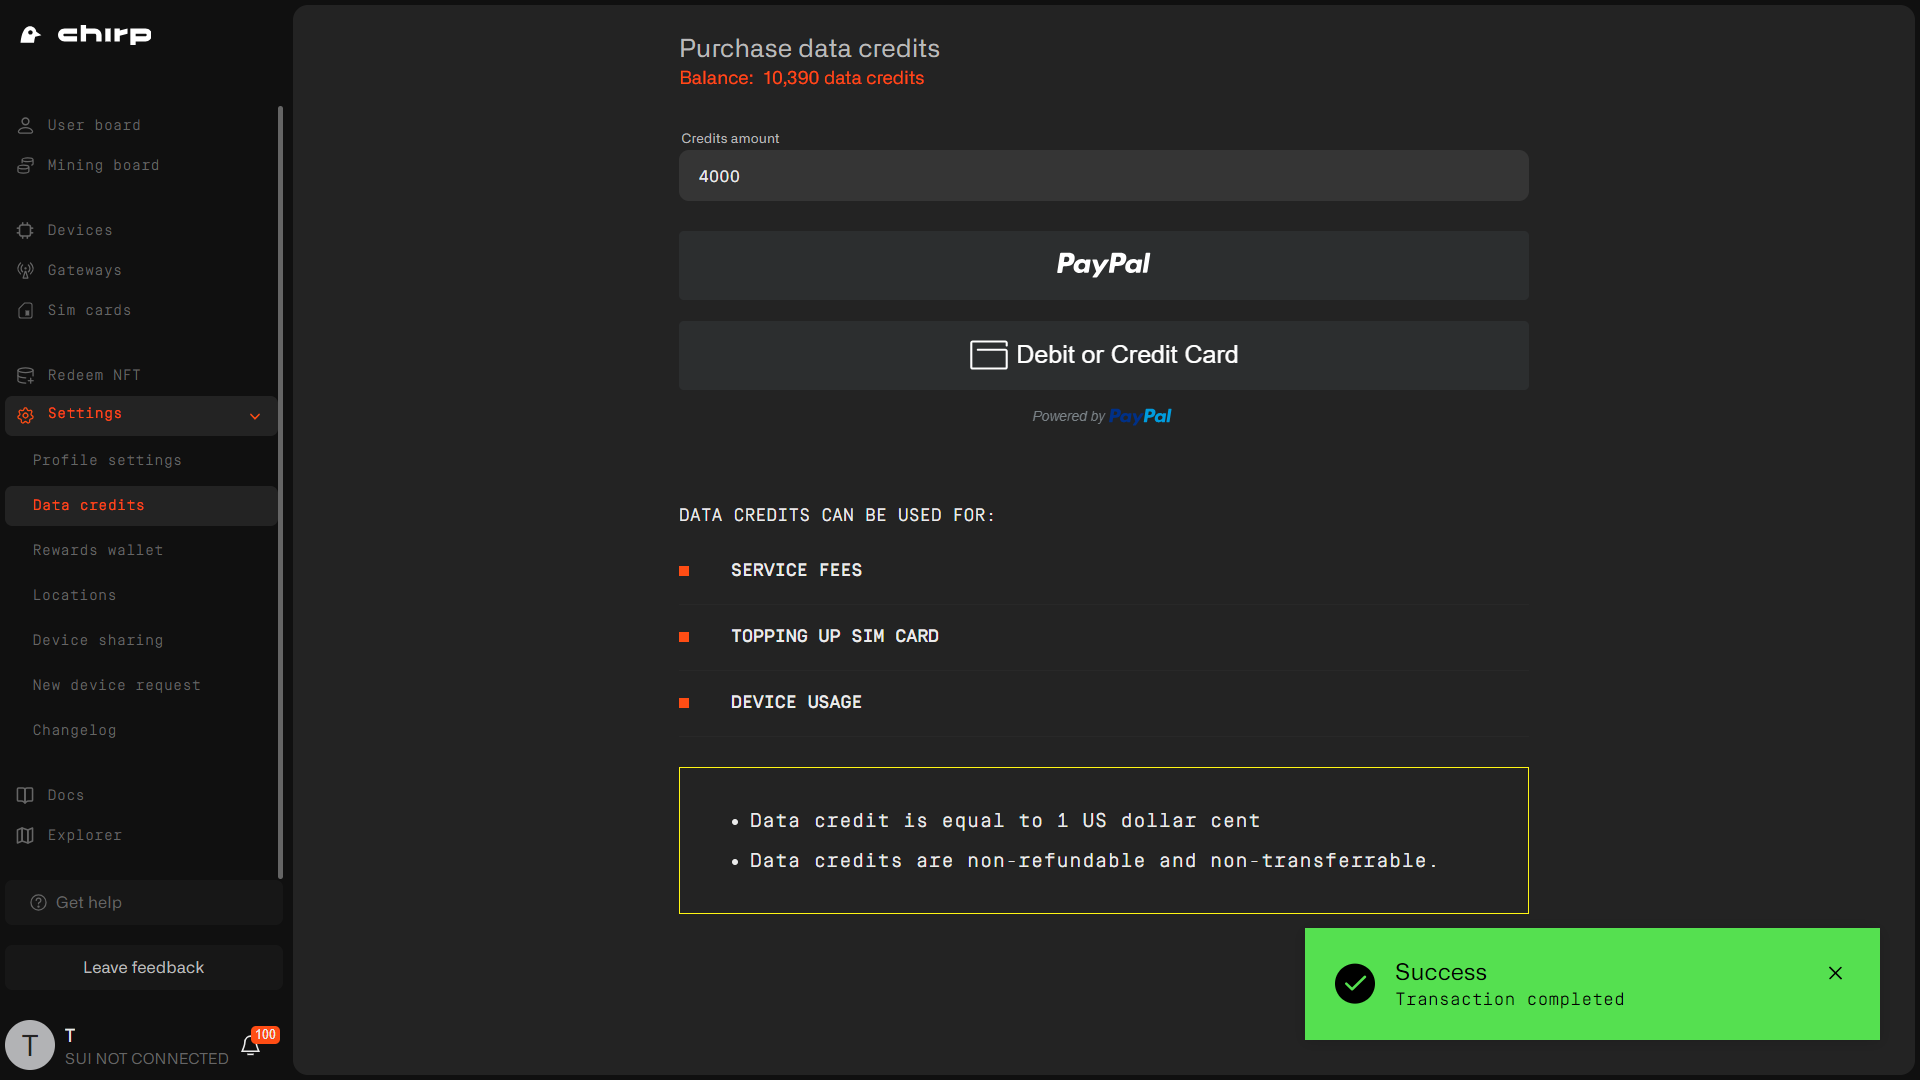 chirp
User board
Mining board
Devices
Gateways
Sim cards
Redeem NFT
Settings
Profile settings
Data credits
Rewards wallet
Locations
Device sharing
New device request
Changelog
Docs
Explorer
Get help
Leave feedback
T
T
SUI NOT CONNECTED
100
Purchase data credits
Balance: 10,390 data credits
Credits amount
4000
PayPal
Debit or Credit Card
Powered by PayPal
DATA CREDITS CAN BE USED FOR:
SERVICE FEES
TOPPING UP SIM CARD
DEVICE USAGE
• Data credit is equal to 1 US dollar cent
• Data credits are non-refundable and non-transferrable.
Success
Transaction completed